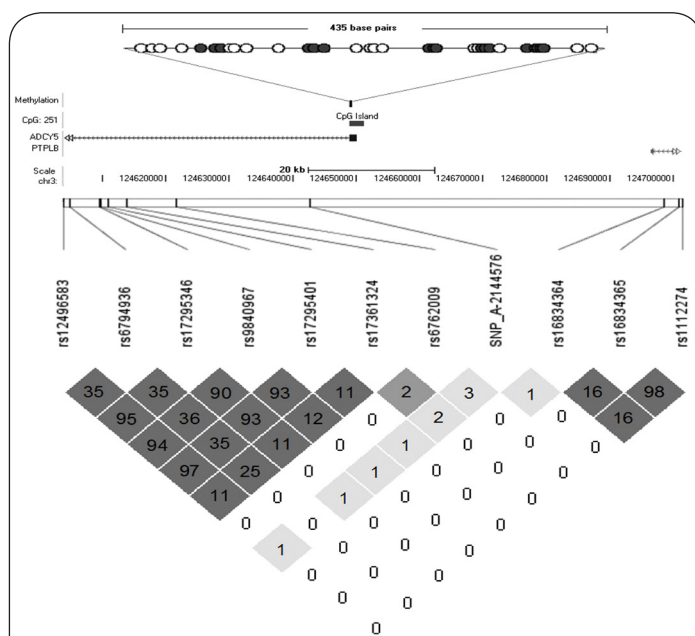 435 base pairs
Methylation
CpG Island
CpG: 251
ADCY5
PTPLB
Scale
20 kb
chr3:
124620000
124630000
124640000
124650000
124660000
124670000
124680000
124690000
124700000
rs12496583
rs6794936
rs17295346
rs9840967
rs17295401
rs17361324
rs6762009
SNP_A-2144576
rs16834364
rs16834365
rs1112274
35 35 90 93 11 2 3 1 16 98
95 36 93 12 0 2 0 0 16
94 35 11 0 1 0 0 0
97 25 0 1 0 0 0
11 0 1 0 0 0
0 0 0 0 0
1 0 0 0
0 0 0
0 0
0